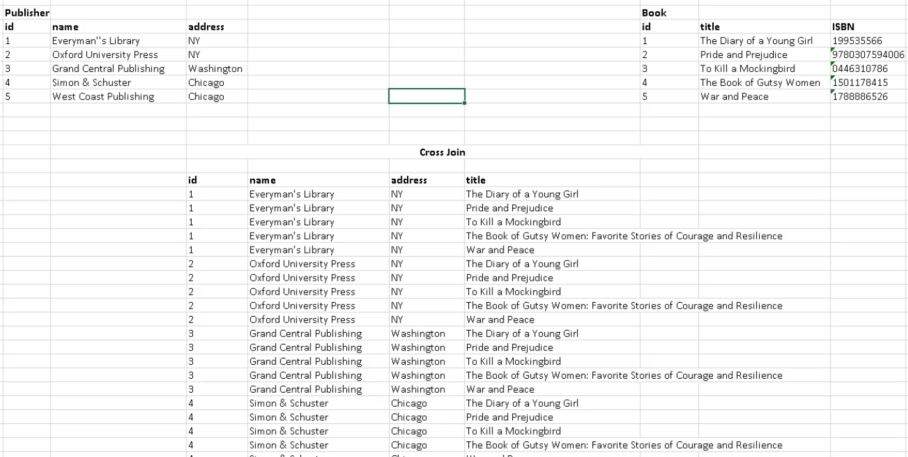 Publisher Book
id name address id title ISBN
1 Everyman''s Library NY 1 The Diary of a Young Girl 199535566
2 Oxford University Press NY 2 Pride and Prejudice 9780307594006
3 Grand Central Publishing Washington 3 To Kill a Mockingbird 0446310786
4 Simon & Schuster Chicago 4 The Book of Gutsy Women 1501178415
5 West Coast Publishing Chicago 5 War and Peace 1788886526
Cross Join
id name address title
1 Everyman's Library NY The Diary of a Young Girl
1 Everyman's Library NY Pride and Prejudice
1 Everyman's Library NY To Kill a Mockingbird
1 Everyman's Library NY The Book of Gutsy Women: Favorite Stories of Courage and Resilience
1 Everyman's Library NY War and Peace
2 Oxford University Press NY The Diary of a Young Girl
2 Oxford University Press NY Pride and Prejudice
2 Oxford University Press NY To Kill a Mockingbird
2 Oxford University Press NY The Book of Gutsy Women: Favorite Stories of Courage and Resilience
2 Oxford University Press NY War and Peace
3 Grand Central Publishing Washington The Diary of a Young Girl
3 Grand Central Publishing Washington Pride and Prejudice
3 Grand Central Publishing Washington To Kill a Mockingbird
3 Grand Central Publishing Washington The Book of Gutsy Women: Favorite Stories of Courage and Resilience
3 Grand Central Publishing Washington War and Peace
4 Simon & Schuster Chicago The Diary of a Young Girl
4 Simon & Schuster Chicago Pride and Prejudice
4 Simon & Schuster Chicago To Kill a Mockingbird
4 Simon & Schuster Chicago The Book of Gutsy Women: Favorite Stories of Courage and Resilience